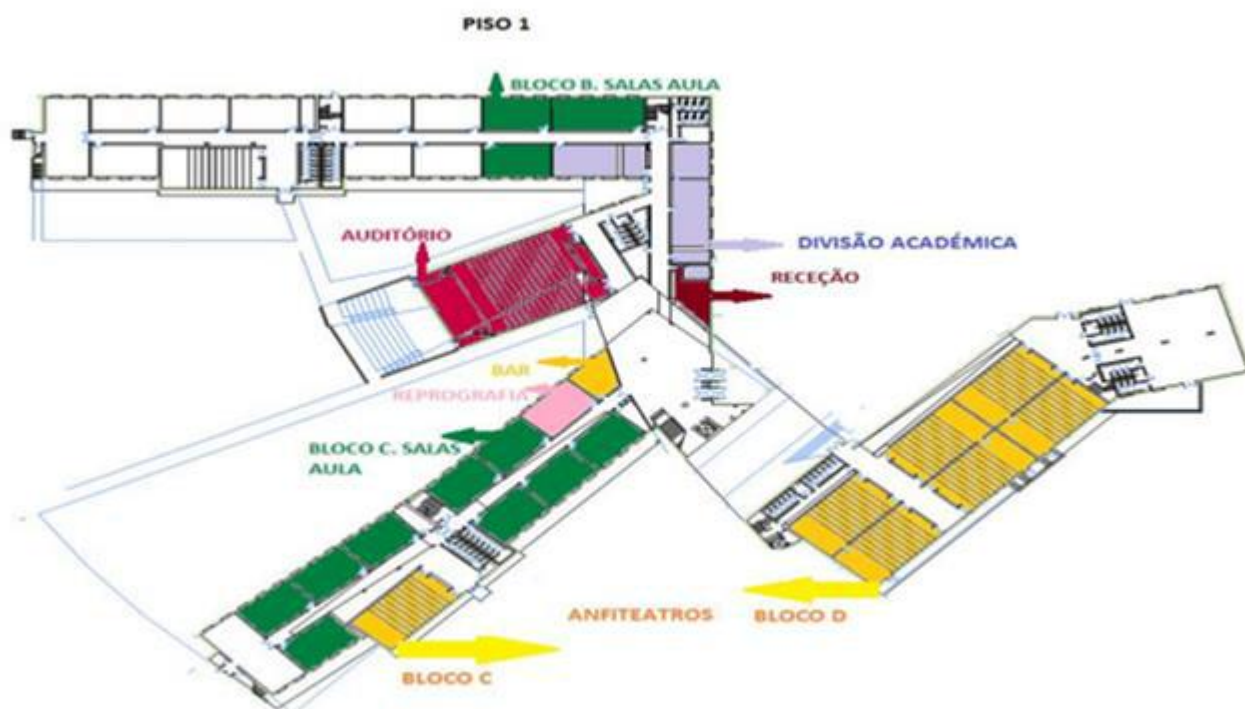 PISO 1
BLOCO B. SALAS AULA
AUDITÓRIO
DIVISÃO ACADÉMICA
RECEÇÃO
BAR
REPROGRAFIA
BLOCO C. SALAS
AULA
ANFITEATROS
BLOCO D
BLOCO C